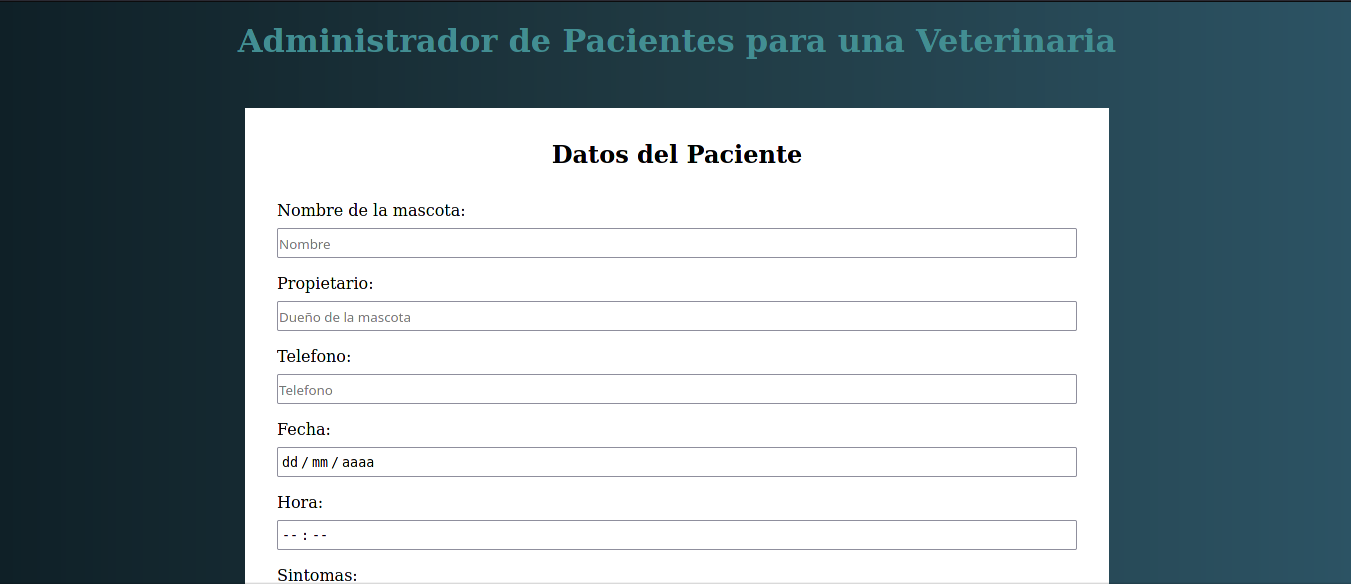 Administrador de Pacientes para una Veterinaria
Datos del Paciente
Nombre de la mascota:
Nombre
Propietario:
Dueño de la mascota
Telefono:
Telefono
Fecha:
dd / mm / aaaa
Hora:
-- : --
Sintomas: